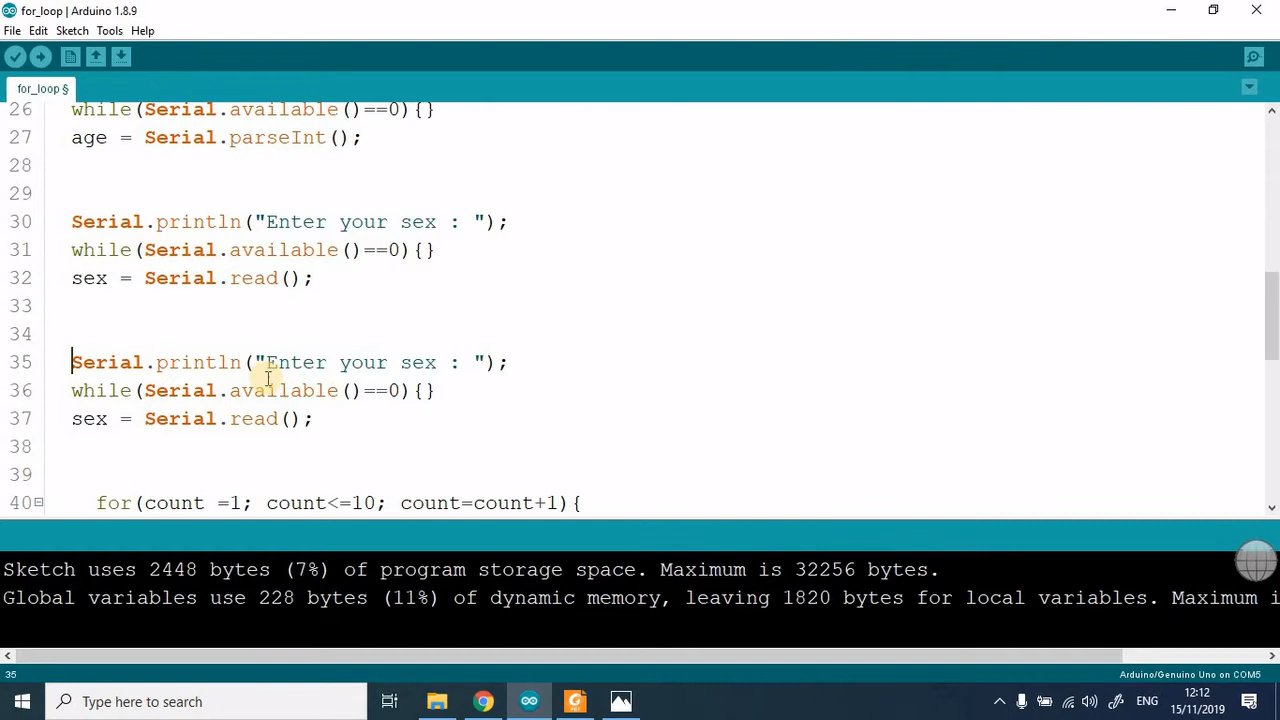 for_loop | Arduino 1.8.9
File Edit Sketch Tools Help
for_loop §
26 while(Serial.available()==0){}
27 age = Serial.parseInt();
28
29
30 Serial.println("Enter your sex : ");
31 while(Serial.available()==0){}
32 sex = Serial.read();
33
34
35 Serial.println("Enter your sex : ");
36 while(Serial.available()==0){}
37 sex = Serial.read();
38
39
40 for(count =1; count<=10; count=count+1){
Sketch uses 2448 bytes (7%) of program storage space. Maximum is 32256 bytes.
Global variables use 228 bytes (11%) of dynamic memory, leaving 1820 bytes for local variables. Maximum i
35 Arduino/Genuino Uno on COM5
Type here to search
ENG
12:12
15/11/2019